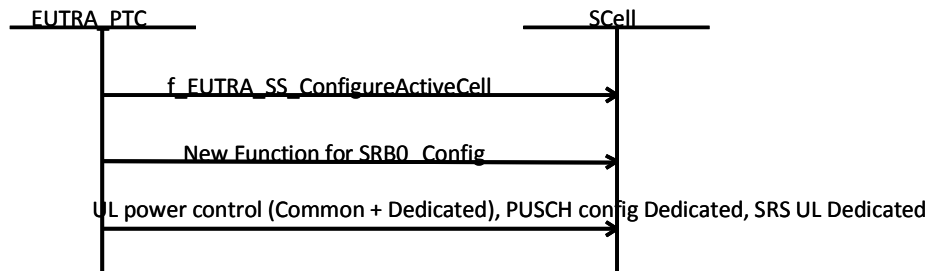 EUTRA_PTC
SCell
f_EUTRA_SS_ConfigureActiveCell
New Function for SRB0_Config
UL power control (Common + Dedicated), PUSCH config Dedicated, SRS UL Dedicated